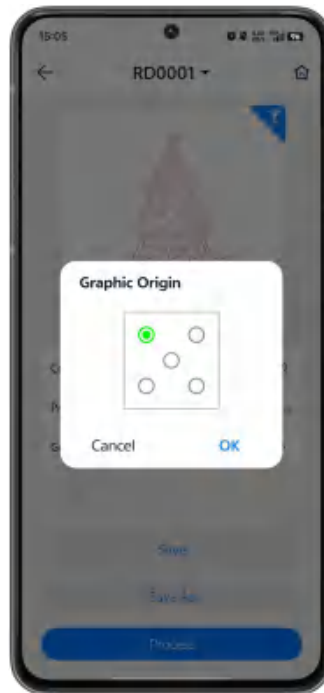 15:05
RD0001
Graphic Origin
Cancel
OK
Save
Save As
Process